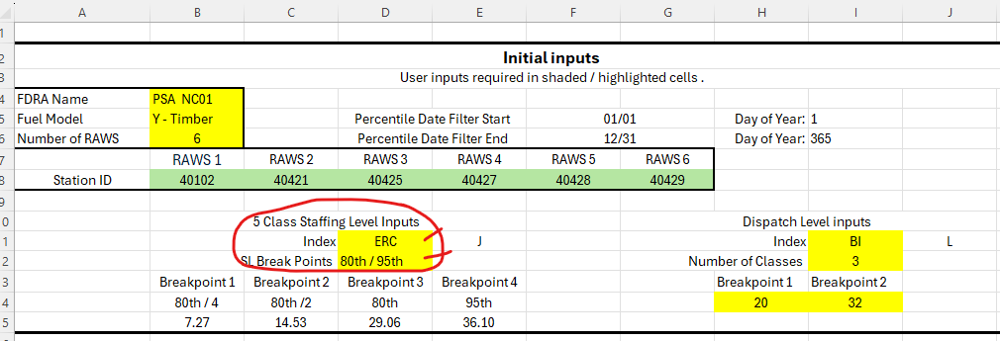 A B C D E F G H I J
1
2 Initial inputs
3 User inputs required in shaded / highlighted cells .
4 FDRA Name PSA NC01
5 Fuel Model Y - Timber Percentile Date Filter Start 01/01 Day of Year: 1
6 Number of RAWS 6 Percentile Date Filter End 12/31 Day of Year: 365
7 RAWS 1 RAWS 2 RAWS 3 RAWS 4 RAWS 5 RAWS 6
8 Station ID 40102 40421 40425 40427 40428 40429
9
0 5 Class Staffing Level Inputs Dispatch Level inputs
1 Index ERC J Index BI L
2 SL Break Points 80th / 95th Number of Classes 3
3 Breakpoint 1 Breakpoint 2 Breakpoint 3 Breakpoint 4 Breakpoint 1 Breakpoint 2
4 80th / 4 80th /2 80th 95th 20 32
5 7.27 14.53 29.06 36.10